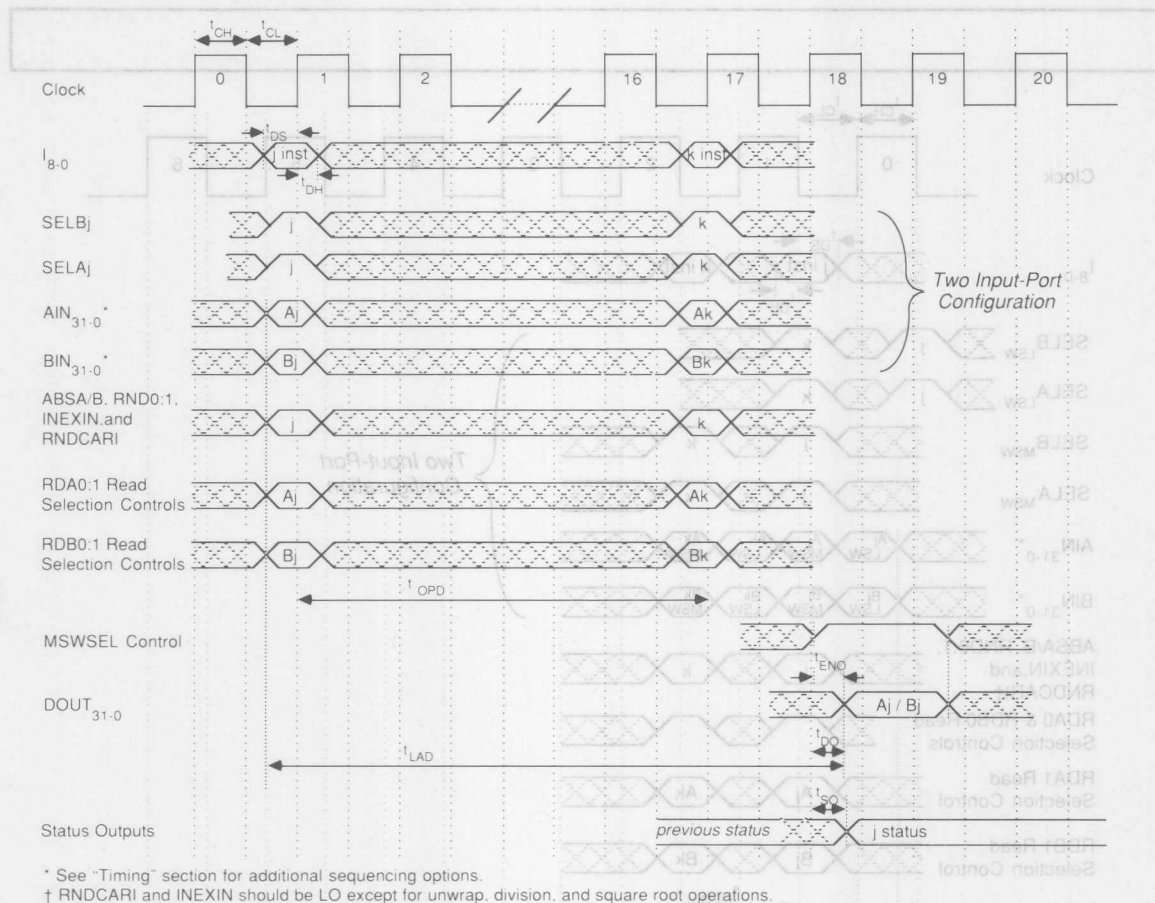 tCH tCL
Clock 0 1 2 16 17 18 19 20
tDS
I8-0 j inst k inst
tDH
SELBj j k
SELAj j k
Two Input-Port
Configuration
AIN31-0* Aj Ak
BIN31-0* Bj Bk
ABSA/B, RND0:1,
INEXIN,and
RNDCARI j k
RDA0:1 Read
Selection Controls Aj Ak
RDB0:1 Read
Selection Controls Bj Bk
tOPD
MSWSEL Control
tENO
DOUT31-0 Aj / Bj
tDO
tLAD
tSO
Status Outputs previous status j status
* See "Timing" section for additional sequencing options.
† RNDCARI and INEXIN should be LO except for unwrap, division, and square root operations.